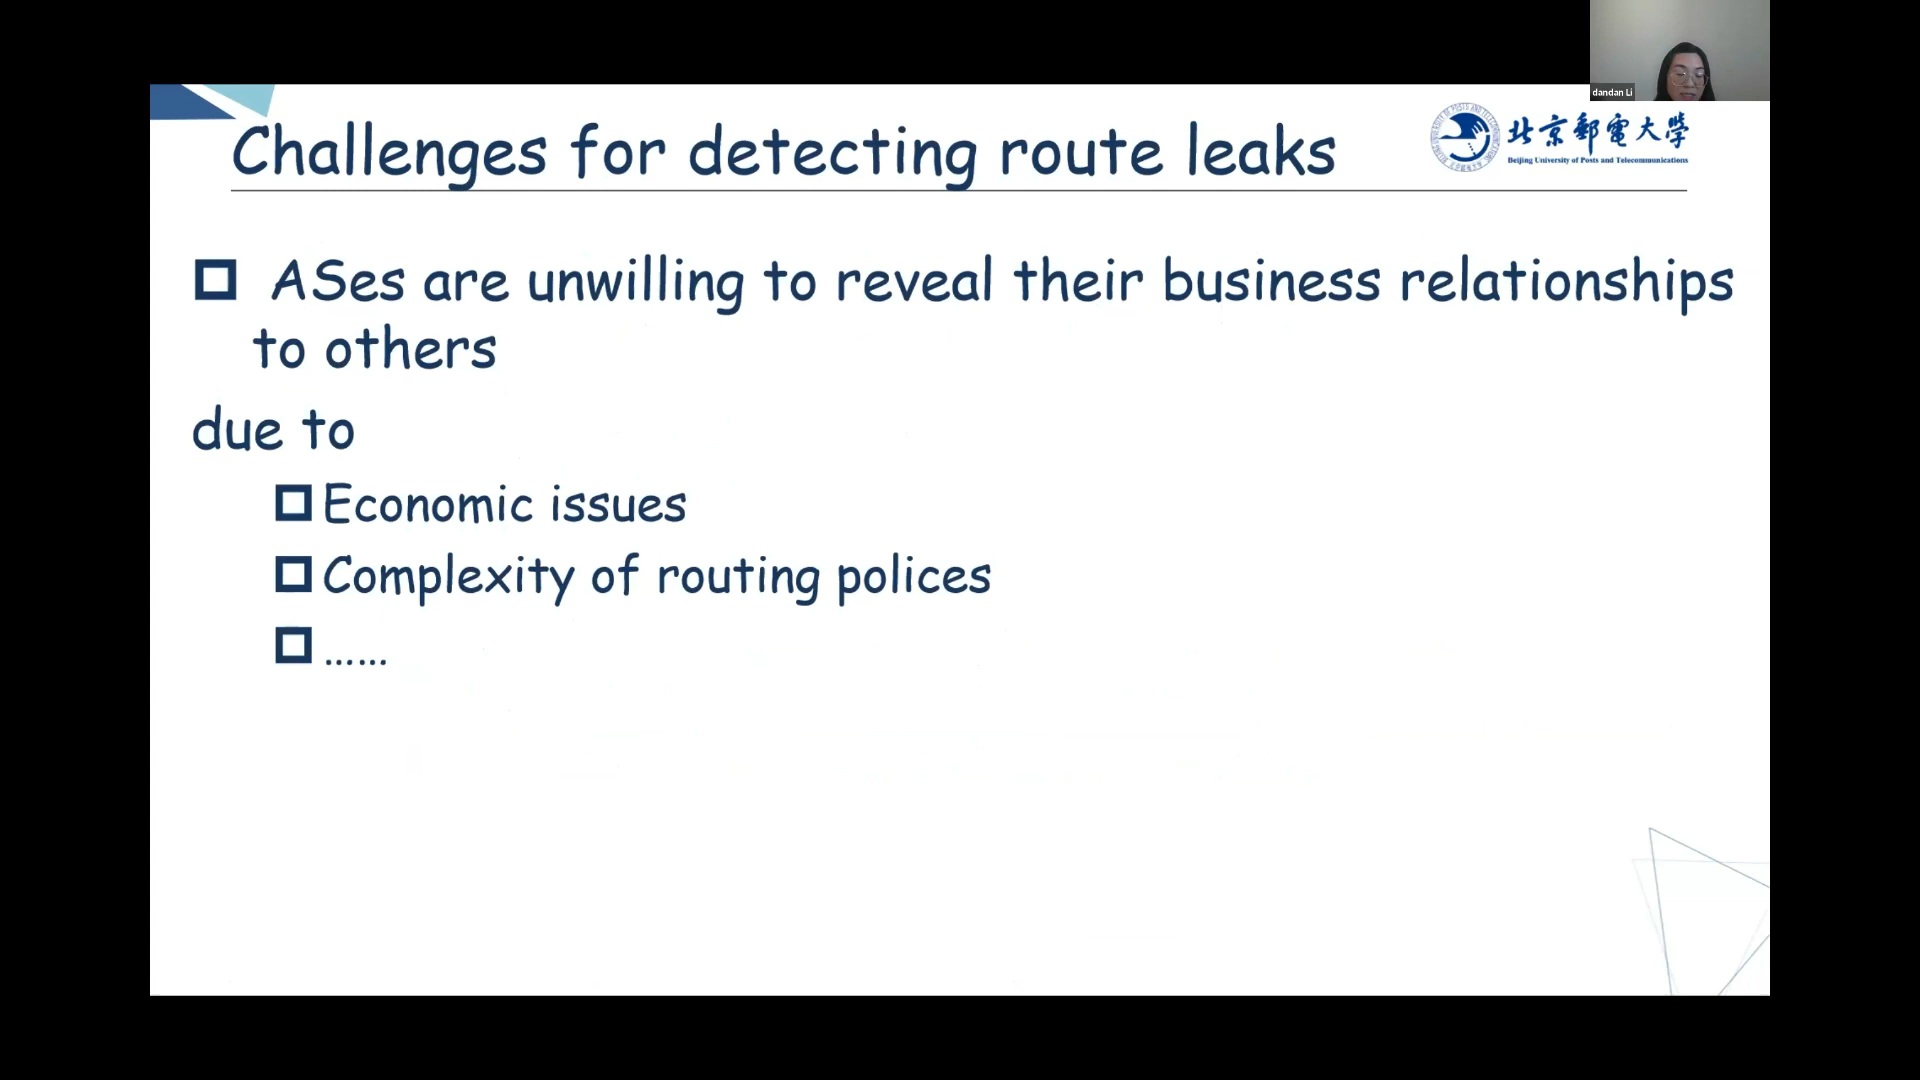 dandan Li
Challenges for detecting route leaks
北京郵電大學
Beijing University of Posts and Telecommunications
ASes are unwilling to reveal their business relationships
to others
due to
Economic issues
Complexity of routing polices
......